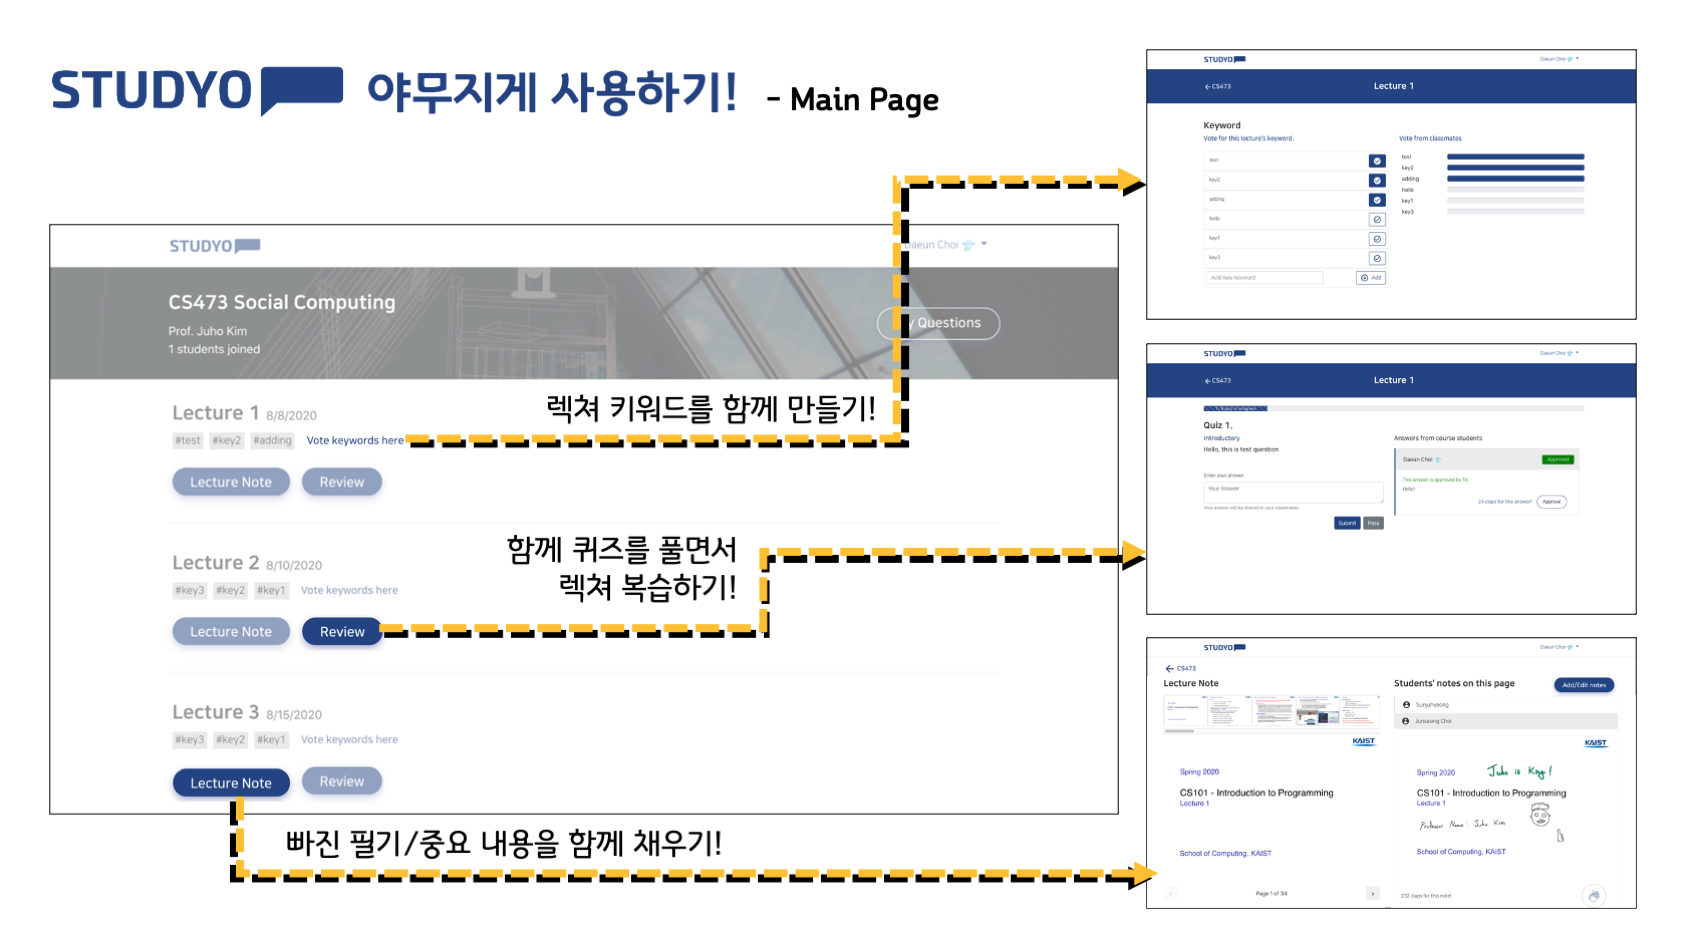 STUDYO 야무지게 사용하기! - Main Page
STUDYO
Daeun Choi
CS473 Social Computing
Prof. Juho Kim
1 students joined
y Questions
Lecture 1 8/8/2020
#test #key2 #adding Vote keywords here
렉쳐 키워드를 함께 만들기!
Lecture Note Review
Lecture 2 8/10/2020
#key3 #key2 #key1 Vote keywords here
함께 퀴즈를 풀면서
렉쳐 복습하기!
Lecture Note Review
Lecture 3 8/15/2020
#key3 #key2 #key1 Vote keywords here
Lecture Note Review
빠진 필기/중요 내용을 함께 채우기!
STUDYO
Daeun Choi
← CS473 Lecture 1
Keyword
Vote for this lecture's keyword.
test
key2
adding
hello
key1
key3
Add new keyword Add
Vote from classmates
test
key2
adding
hello
key1
key3
STUDYO
Daeun Choi
← CS473 Lecture 1
Quiz 1.
Introductory
Hello, this is test question
Enter your answer
Your Answer
Your answer will be shared to your classmates.
Submit Pass
Answers from course students
Daeun Choi Approved
This answer is approved by TA
Hello!
24 claps for this answer! Approve
STUDYO
Daeun Choi
← CS473
Lecture Note
KAIST
Spring 2020
CS101 - Introduction to Programming
Lecture 1
School of Computing, KAIST
Page 1 of 34
Students' notes on this page Add/Edit notes
Sunjuhyeong
Junseong Choi
KAIST
Spring 2020 Juho is King!
CS101 - Introduction to Programming
Lecture 1
Professor Name: Juho Kim
School of Computing, KAIST
232 claps for this note!